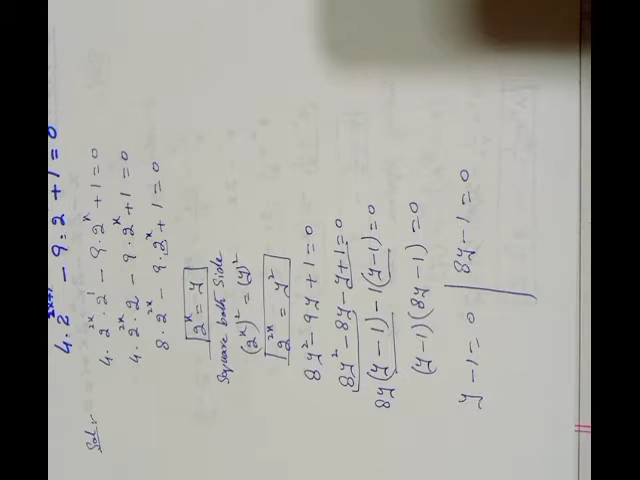 4.2^{2x+1} - 9.2 + 1 = 0
Solⁿ
4.2^{2x}.2^1 - 9.2^x + 1 = 0
4.2^{2x}.2 - 9.2^x + 1 = 0
8.2^{2x} - 9.2^x + 1 = 0
2^x = y
Square both Side
(2^x)^2 = (y)^2
2^{2x} = y^2
8y^2 - 9y + 1 = 0
8y^2 - 8y - y + 1 = 0
8y(y - 1) - 1(y - 1) = 0
(y - 1)(8y - 1) = 0
y - 1 = 0 | 8y - 1 = 0